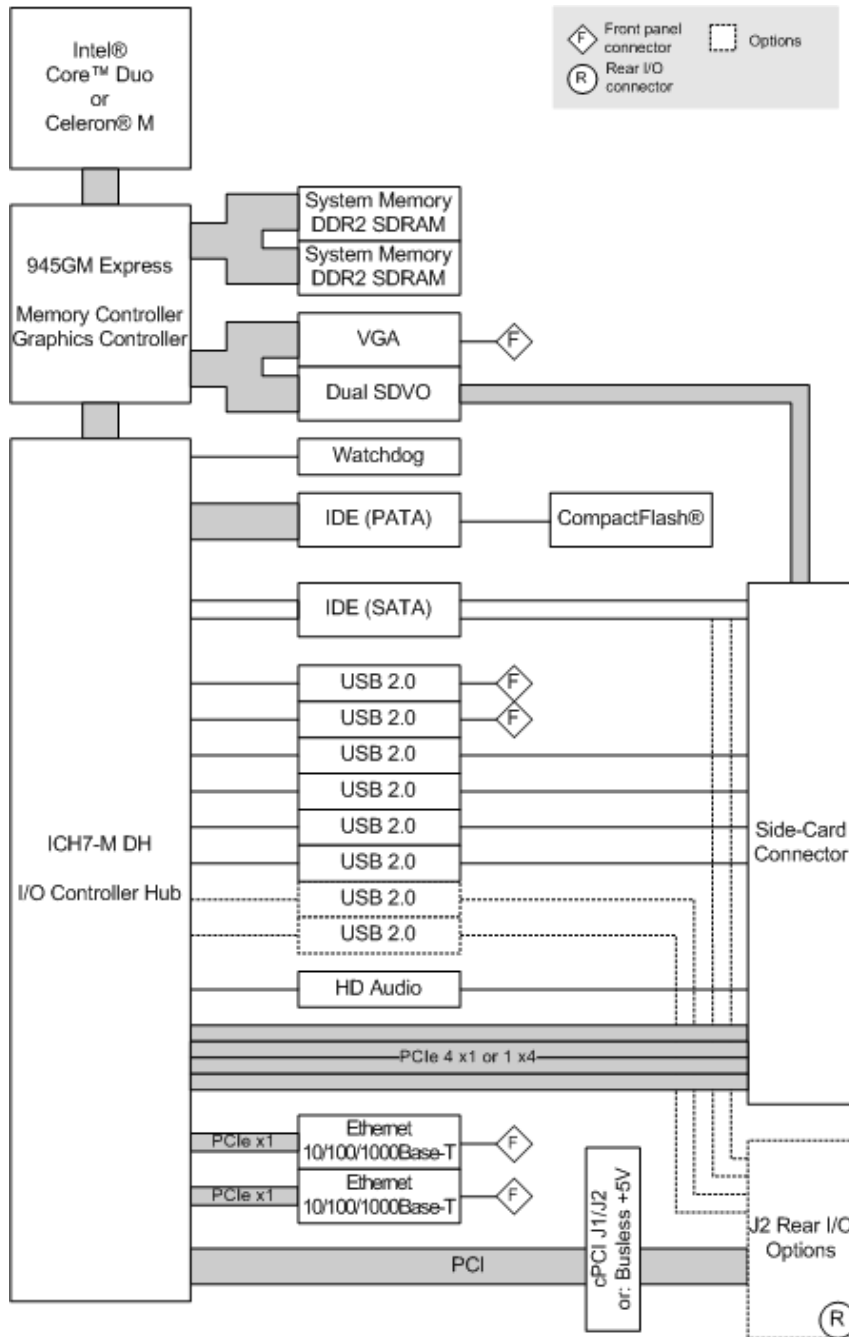 Intel®
Core™ Duo
or
Celeron® M
F
Front panel
connector
Options
R
Rear I/O
connector
945GM Express
Memory Controller
Graphics Controller
System Memory
DDR2 SDRAM
System Memory
DDR2 SDRAM
VGA
F
Dual SDVO
Watchdog
IDE (PATA)
CompactFlash®
IDE (SATA)
USB 2.0
F
USB 2.0
F
USB 2.0
USB 2.0
USB 2.0
USB 2.0
USB 2.0
USB 2.0
ICH7-M DH
I/O Controller Hub
Side-Card
Connector
HD Audio
PCIe 4 x1 or 1 x4
PCIe x1
Ethernet
10/100/1000Base-T
F
PCIe x1
Ethernet
10/100/1000Base-T
F
PCI
cPCI J1/J2
or: Busless +5V
J2 Rear I/O
Options
R